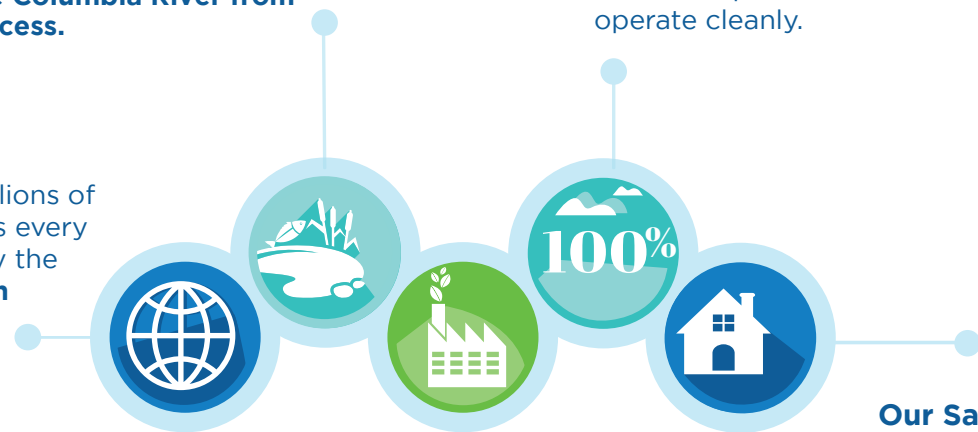 Columbia River from
cess.
operate cleanly.
lions of
s every
the
100%
Our Sa